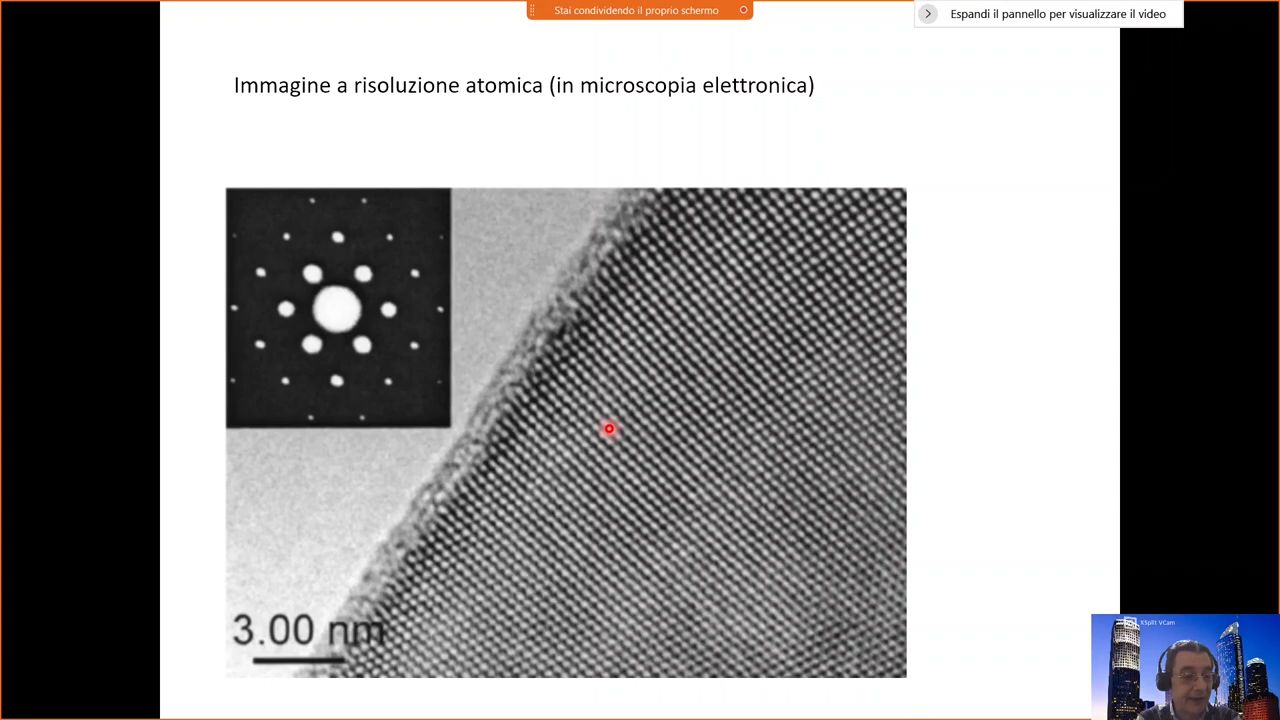 Stai condividendo il proprio schermo
Espandi il pannello per visualizzare il video
Immagine a risoluzione atomica (in microscopia elettronica)
3.00 nm
XSplit VCam